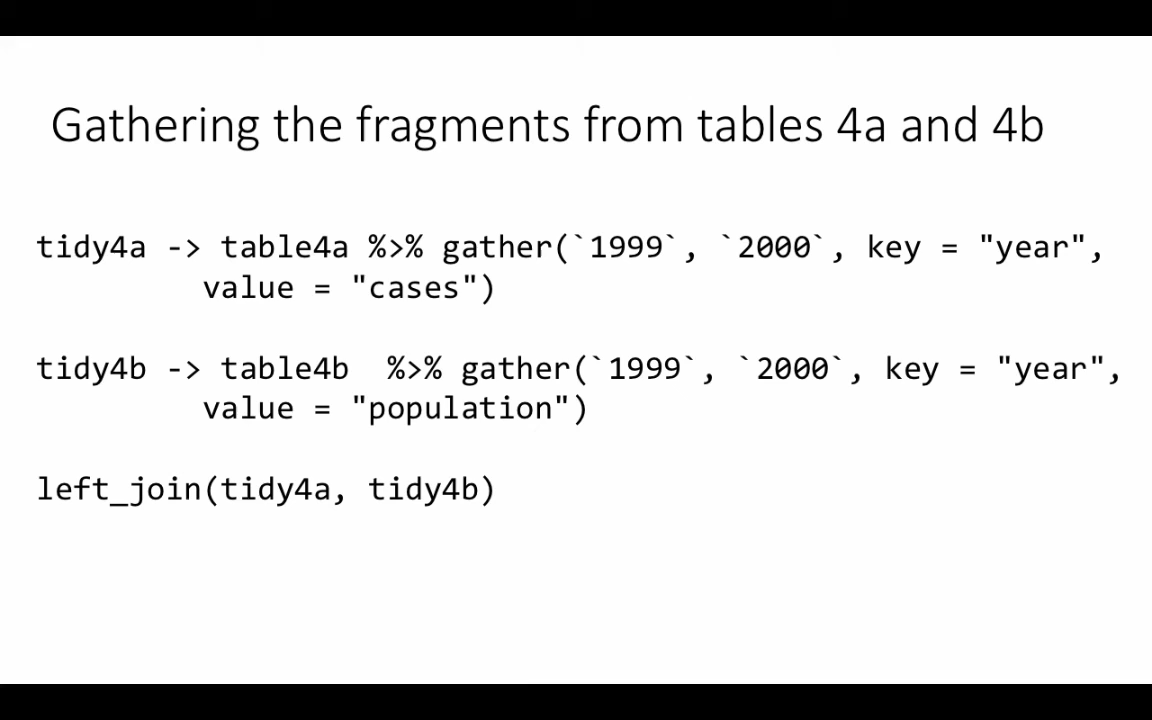 Gathering the fragments from tables 4a and 4b
tidy4a -> table4a %>% gather(`1999`, `2000`, key = "year",
value = "cases")
tidy4b -> table4b  %>% gather(`1999`, `2000`, key = "year",
value = "population")
left_join(tidy4a, tidy4b)